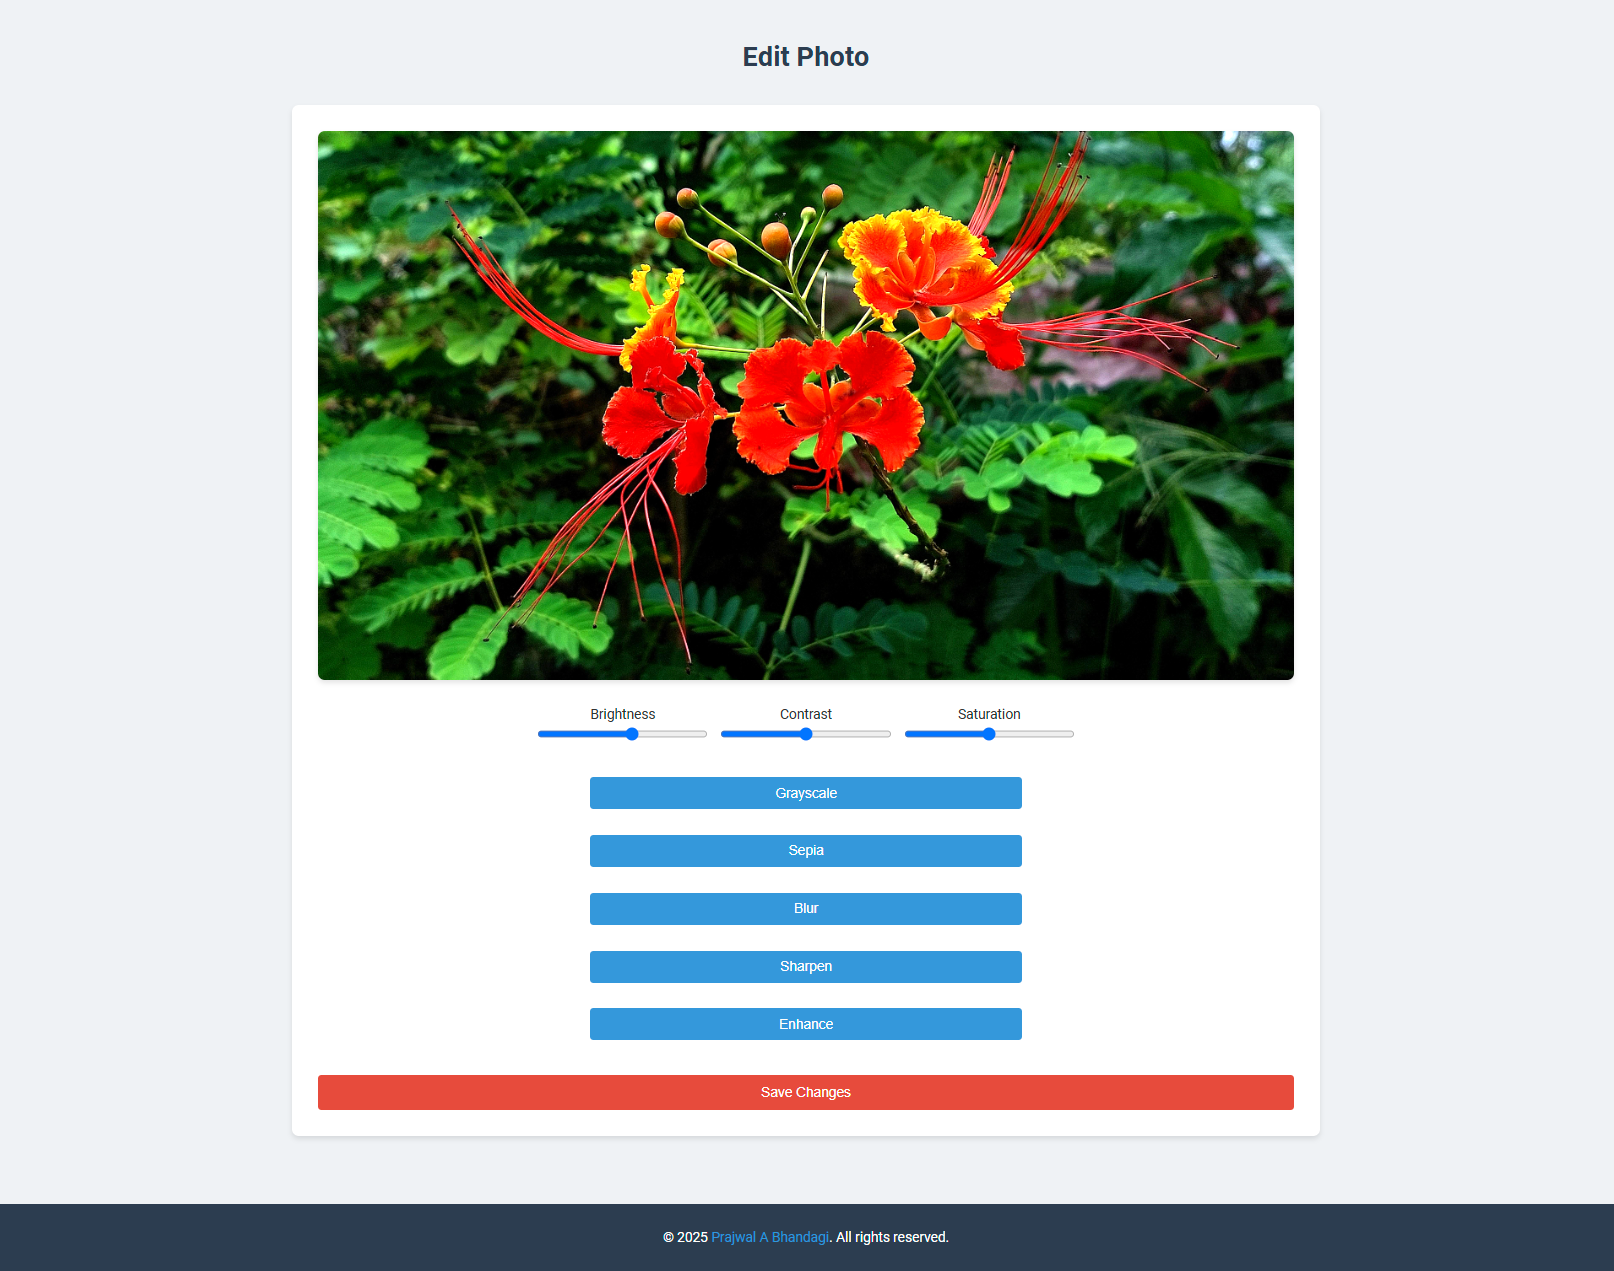 Edit Photo
Brightness Contrast Saturation
Grayscale
Sepia
Blur
Sharpen
Enhance
Save Changes
© 2025 Prajwal A Bhandagi. All rights reserved.